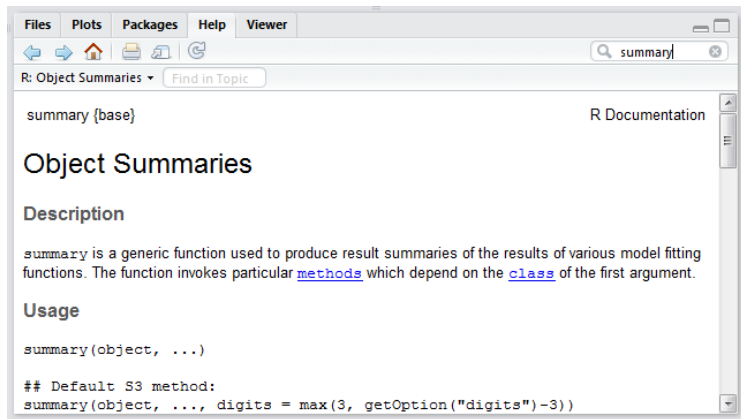 Files Plots Packages Help Viewer
summary
R: Object Summaries Find in Topic
summary {base} R Documentation
Object Summaries
Description
summary is a generic function used to produce result summaries of the results of various model fitting
functions. The function invokes particular methods which depend on the class of the first argument.
Usage
summary(object, ...)
## Default S3 method:
summary(object, ..., digits = max(3, getOption("digits")-3))